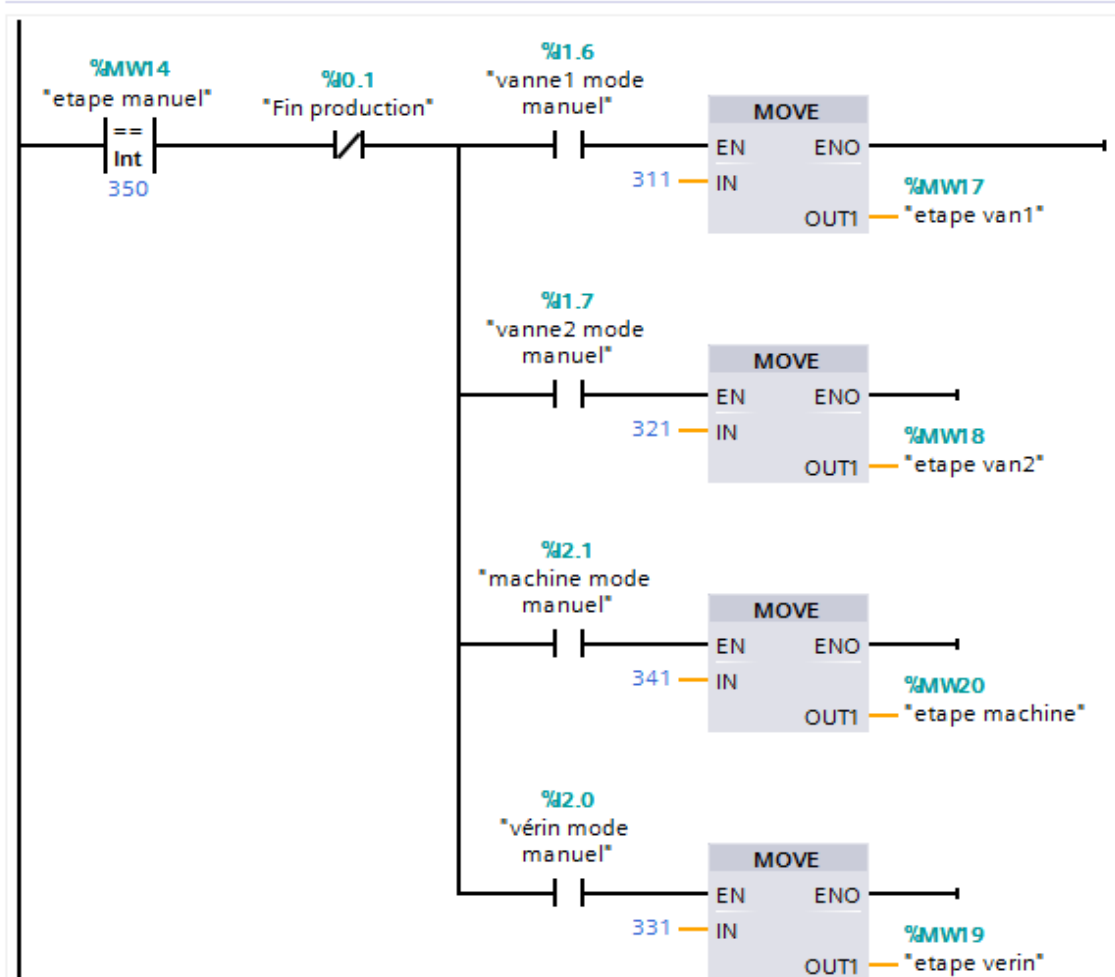 %MW14
"etape manuel"
==
Int
350
%I0.1
"Fin production"
%I1.6
"vanne1 mode
manuel"
MOVE
EN ENO
311 IN
%MW17
OUT1 "etape van1"
%I1.7
"vanne2 mode
manuel"
MOVE
EN ENO
321 IN
%MW18
OUT1 "etape van2"
%I2.1
"machine mode
manuel"
MOVE
EN ENO
341 IN
%MW20
OUT1 "etape machine"
%I2.0
"vérin mode
manuel"
MOVE
EN ENO
331 IN
%MW19
OUT1 "etape verin"